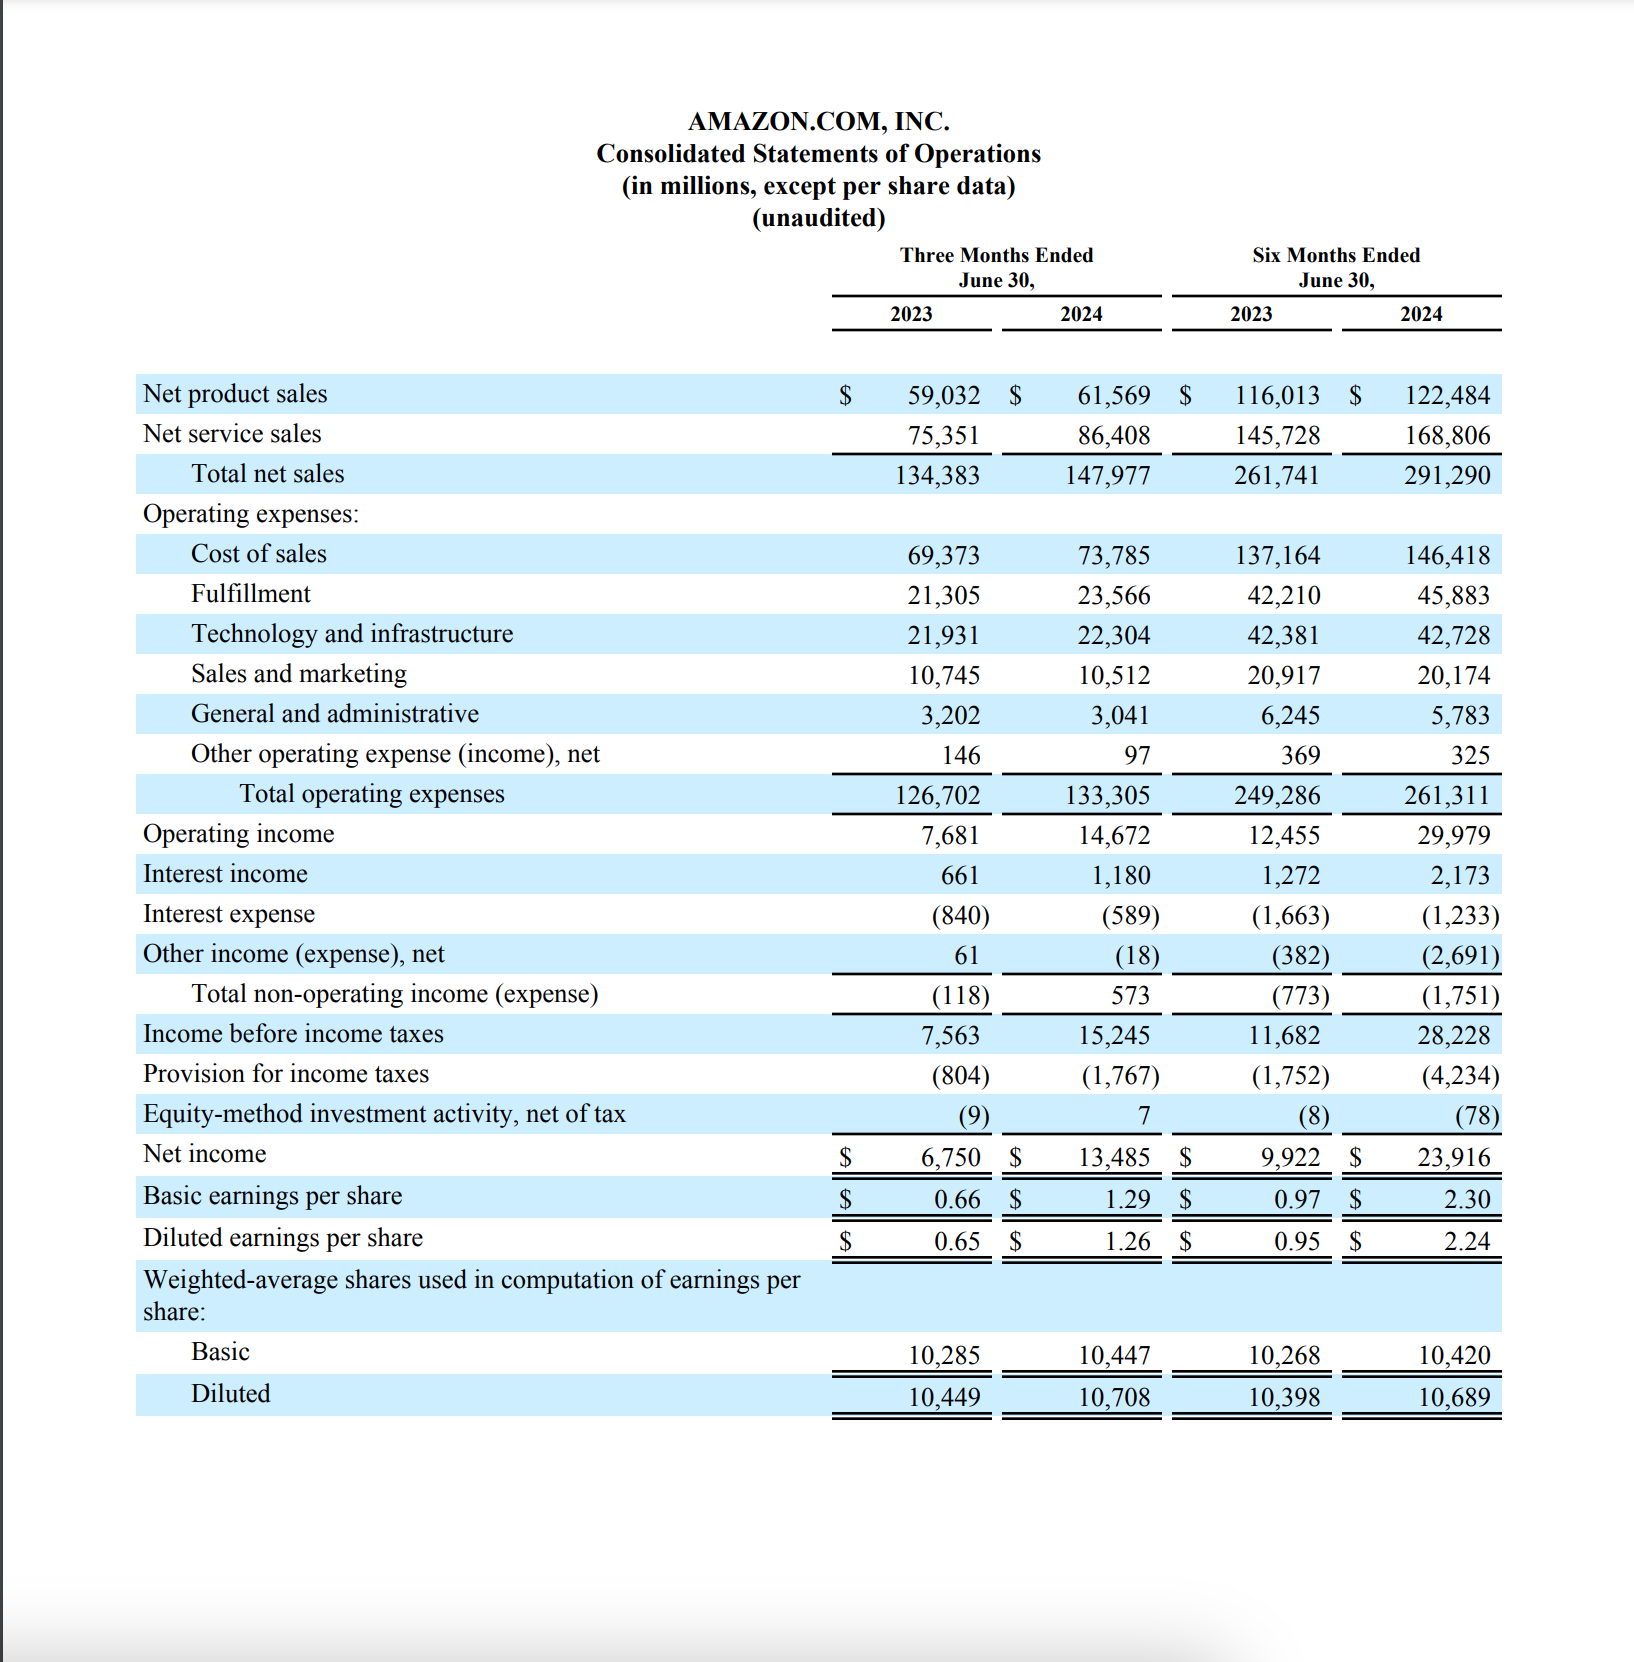 AMAZON.COM, INC.
Consolidated Statements of Operations
(in millions, except per share data)
(unaudited)
Three Months Ended June 30, Six Months Ended June 30,
2023 2024 2023 2024
Net product sales $ 59,032 $ 61,569 $ 116,013 $ 122,484
Net service sales 75,351 86,408 145,728 168,806
Total net sales 134,383 147,977 261,741 291,290
Operating expenses:
Cost of sales 69,373 73,785 137,164 146,418
Fulfillment 21,305 23,566 42,210 45,883
Technology and infrastructure 21,931 22,304 42,381 42,728
Sales and marketing 10,745 10,512 20,917 20,174
General and administrative 3,202 3,041 6,245 5,783
Other operating expense (income), net 146 97 369 325
Total operating expenses 126,702 133,305 249,286 261,311
Operating income 7,681 14,672 12,455 29,979
Interest income 661 1,180 1,272 2,173
Interest expense (840) (589) (1,663) (1,233)
Other income (expense), net 61 (18) (382) (2,691)
Total non-operating income (expense) (118) 573 (773) (1,751)
Income before income taxes 7,563 15,245 11,682 28,228
Provision for income taxes (804) (1,767) (1,752) (4,234)
Equity-method investment activity, net of tax (9) 7 (8) (78)
Net income $ 6,750 $ 13,485 $ 9,922 $ 23,916
Basic earnings per share $ 0.66 $ 1.29 $ 0.97 $ 2.30
Diluted earnings per share $ 0.65 $ 1.26 $ 0.95 $ 2.24
Weighted-average shares used in computation of earnings per
share:
Basic 10,285 10,447 10,268 10,420
Diluted 10,449 10,708 10,398 10,689